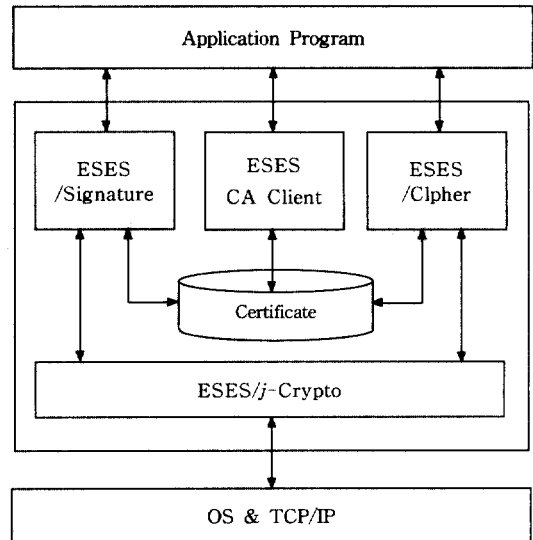 Application Program
ESES
/Signature
ESES
CA Client
ESES
/Clpher
Certificate
ESES/j-Crypto
OS & TCP/IP